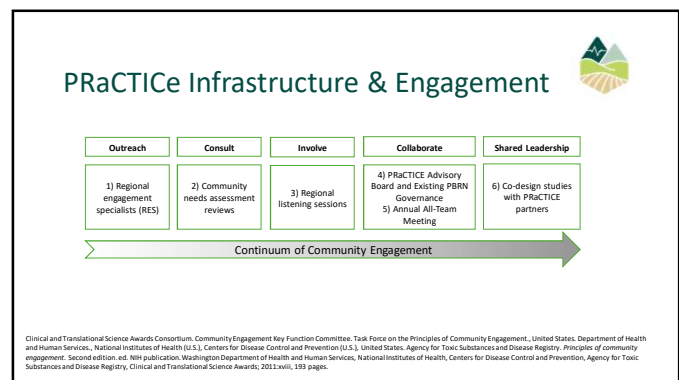 PRaCTICe Infrastructure & Engagement
Outreach
Consult
Involve
Collaborate
Shared Leadership
1) Regional
engagement
specialists (RES)
2) Community
needs assessment
reviews
3) Regional
listening sessions
4) PRaCTICE Advisory
Board and Existing PBRN
Governance
5) Annual All-Team
Meeting
6) Co-design studies
with PRaCTICE
partners
Continuum of Community Engagement
Clinical and Translational Science Awards Consortium. Community Engagement Key Function Committee. Task Force on the Principles of Community Engagement., United States. Department of Health
and Human Services., National Institutes of Health (U.S.), Centers for Disease Control and Prevention (U.S.), United States. Agency for Toxic Substances and Disease Registry. Principles of community
engagement. Second edition. ed. NIH publication. Washington Department of Health and Human Services, National Institutes of Health, Centers for Disease Control and Prevention, Agency for Toxic
Substances and Disease Registry, Clinical and Translational Science Awards; 2011:xviii, 193 pages.